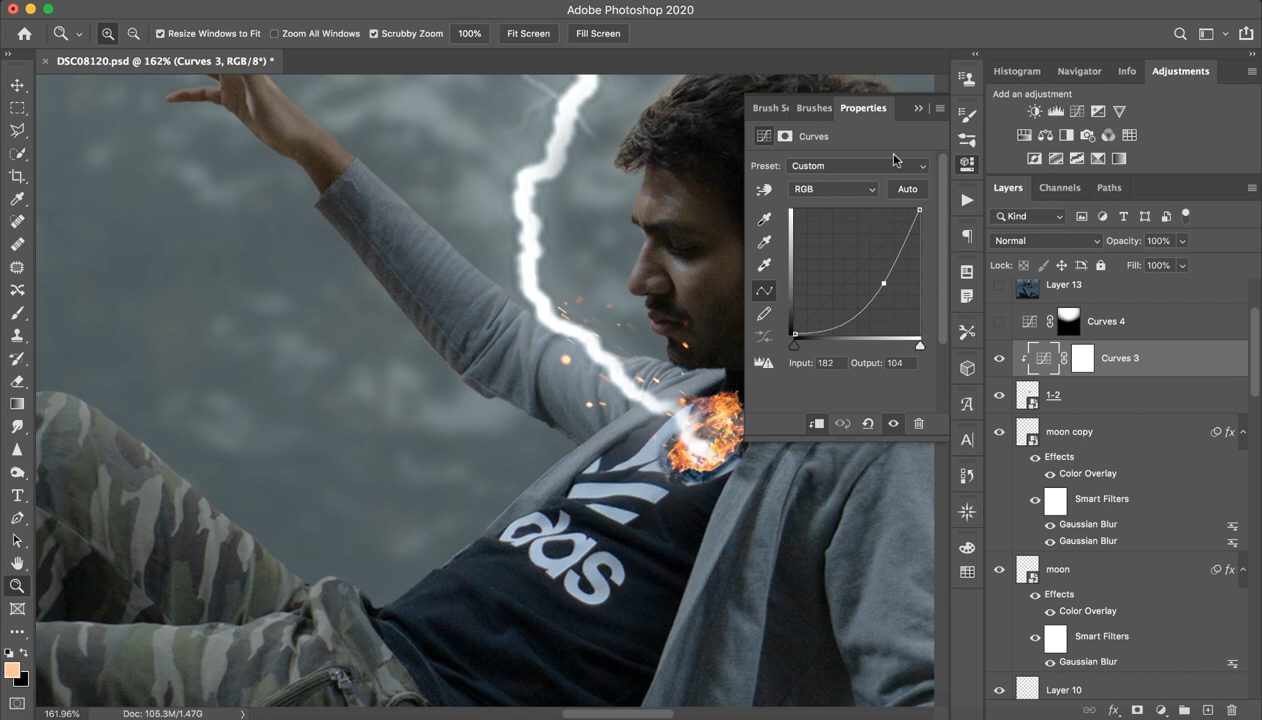 Adobe Photoshop 2020
Resize Windows to Fit Zoom All Windows Scrubby Zoom 100% Fit Screen Fill Screen
DSC08120.psd @ 162% (Curves 3, RGB/8*) *
Histogram Navigator Info Adjustments
Add an adjustment
Brush Se Brushes Properties
Curves
Preset: Custom
RGB Auto
Input: 182 Output: 104
Layers Channels Paths
Kind
Normal Opacity: 100%
Lock: Fill: 100%
Layer 13
Curves 4
Curves 3
1-2
moon copy fx
Effects
Color Overlay
Smart Filters
Gaussian Blur
Gaussian Blur
moon fx
Effects
Color Overlay
Smart Filters
Gaussian Blur
Layer 10
fx
das
161.96% Doc: 105.3M/1.47G